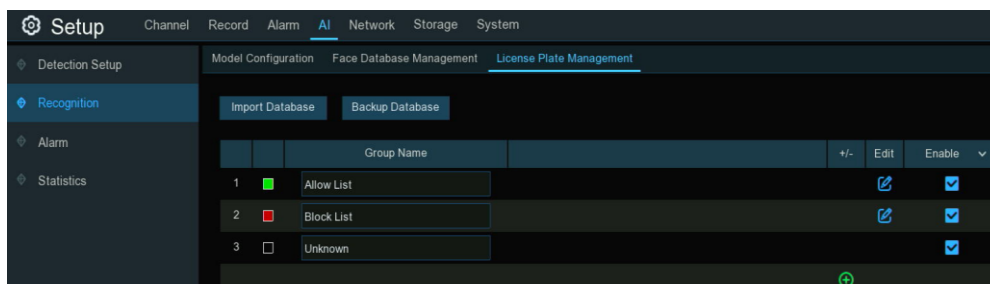 Setup Channel Record Alarm AI Network Storage System
Detection Setup
Recognition
Alarm
Statistics
Model Configuration Face Database Management License Plate Management
Import Database Backup Database
Group Name +/- Edit Enable
1 Allow List
2 Block List
3 Unknown